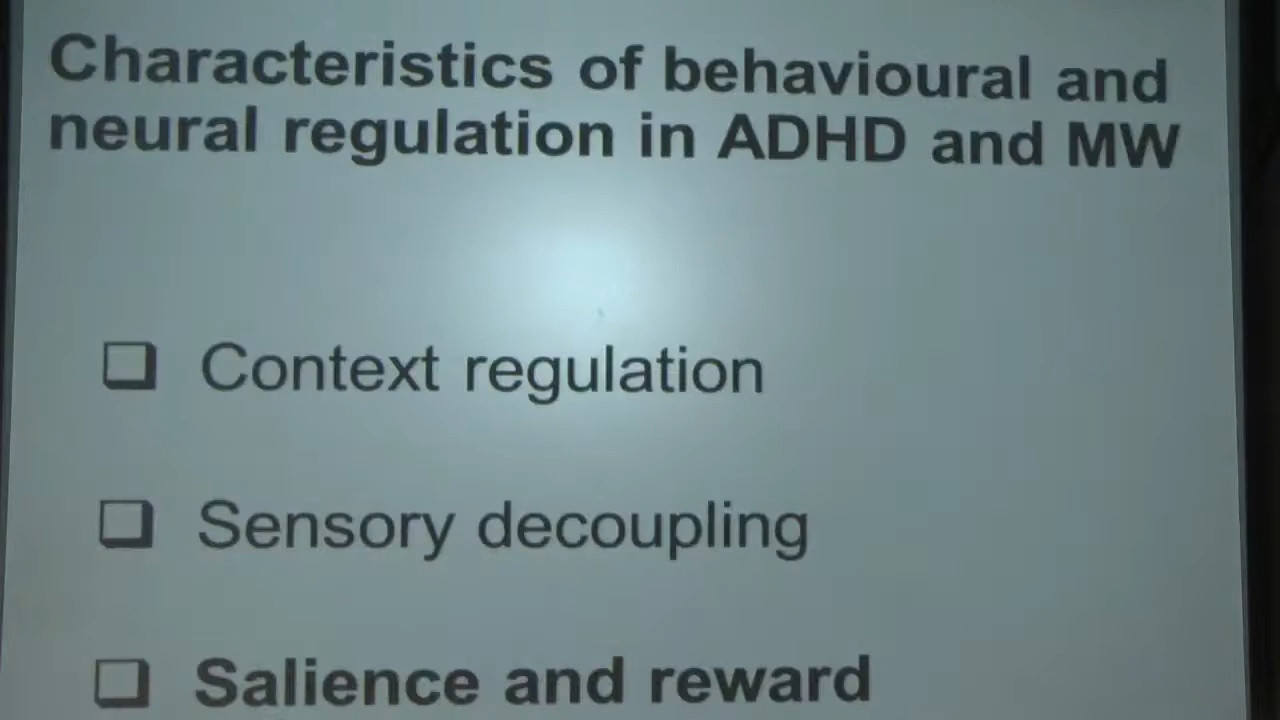 Characteristics of behavioural and
neural regulation in ADHD and MW
❑ Context regulation
❑ Sensory decoupling
❑ Salience and reward